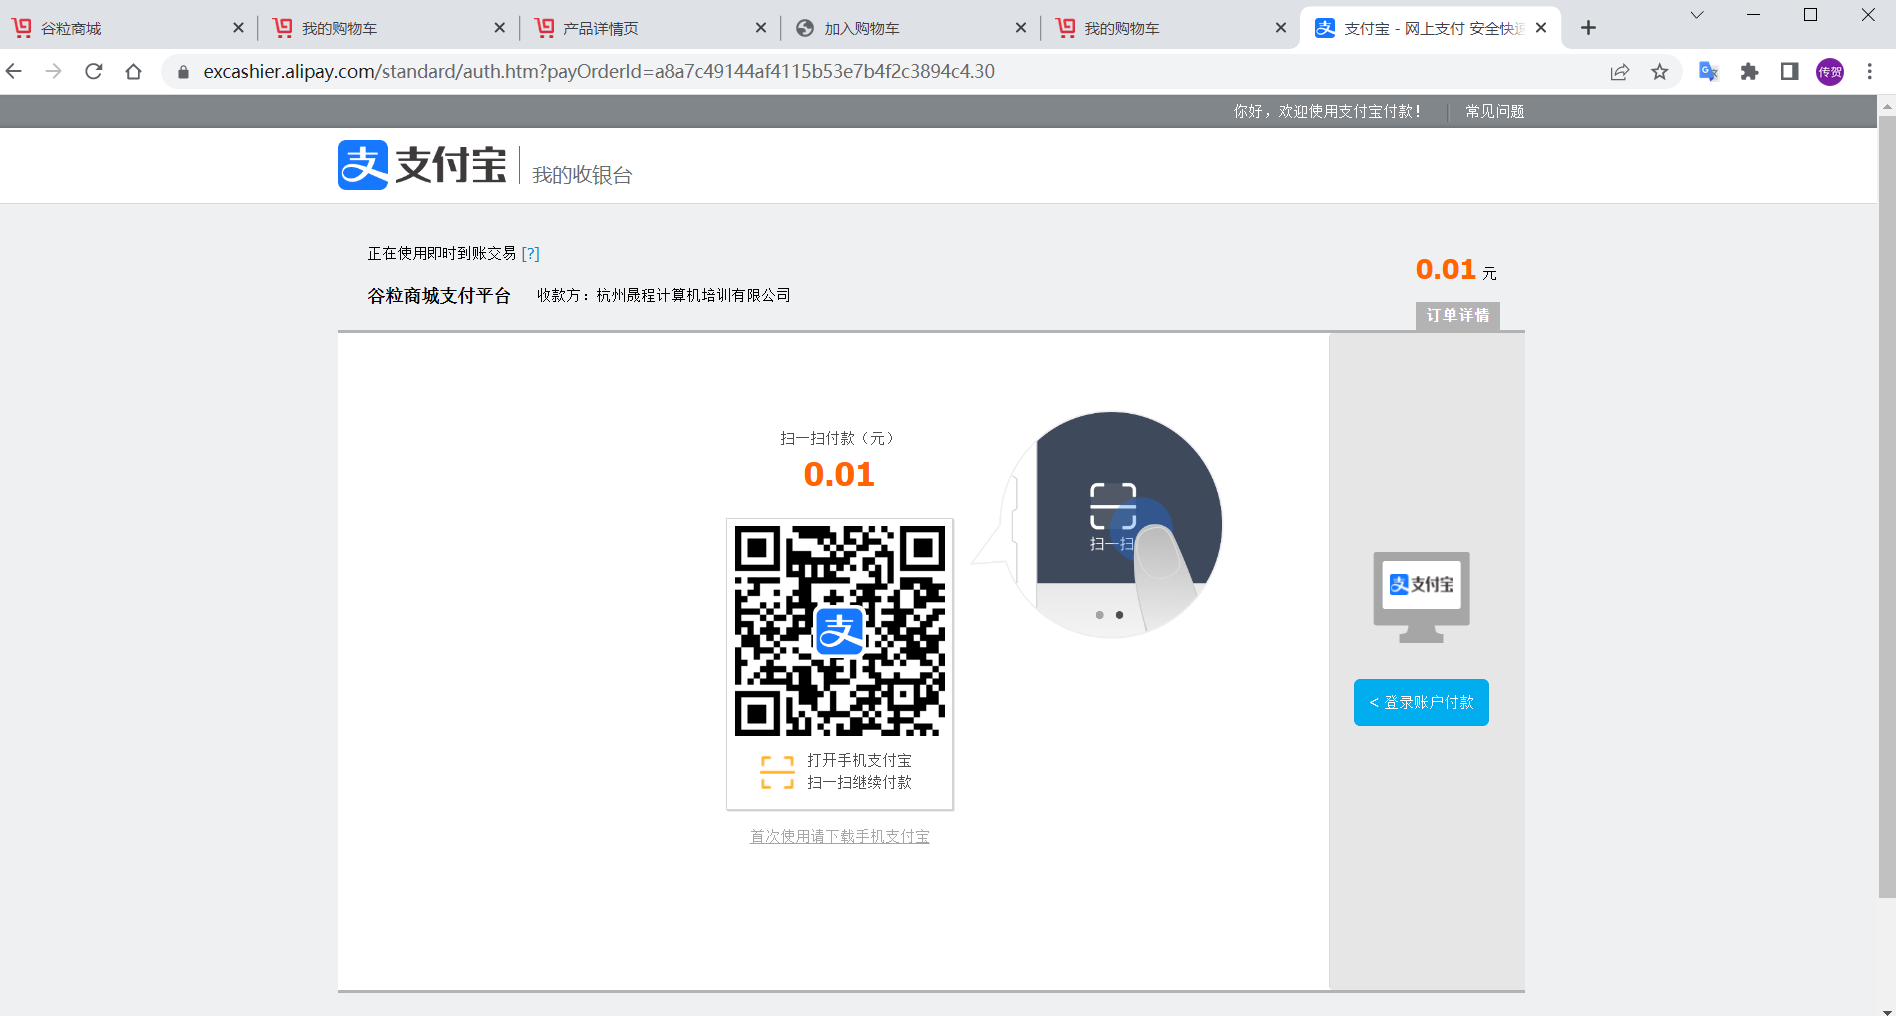 谷粒商城
我的购物车
产品详情页
加入购物车
我的购物车
支付宝 - 网上支付 安全快速
excashier.alipay.com/standard/auth.htm?payOrderId=a8a7c49144af4115b53e7b4f2c3894c4.30
传贺
你好，欢迎使用支付宝付款！
常见问题
支 支付宝
我的收银台
正在使用即时到账交易 [?]
0.01 元
谷粒商城支付平台 收款方：杭州晟程计算机培训有限公司
订单详情
扫一扫付款（元）
0.01
扫一扫
支
支 支付宝
< 登录账户付款
打开手机支付宝
扫一扫继续付款
首次使用请下载手机支付宝